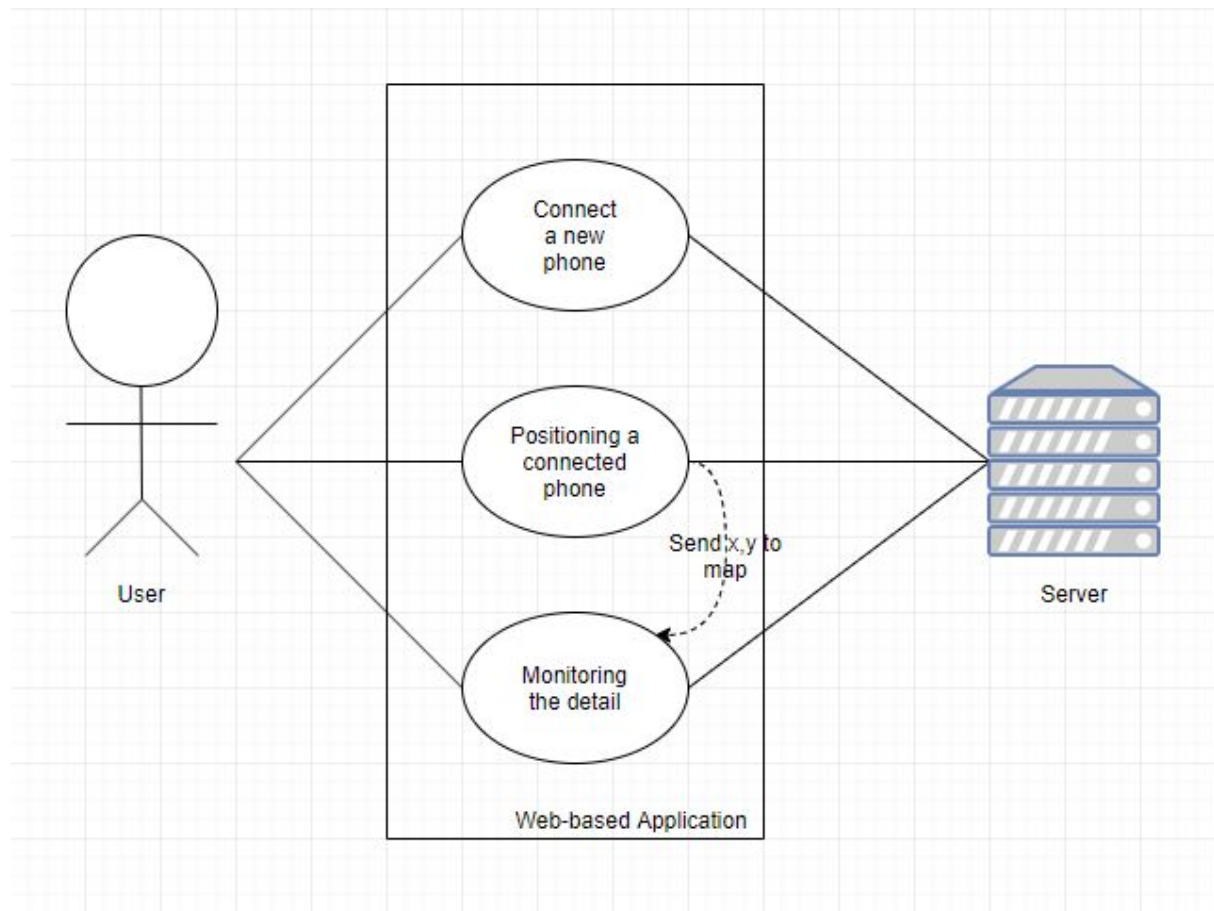 Connect
a new
phone
Positioning a
connected
phone
Send x,y to
map
User
Server
Monitoring
the detail
Web-based Application